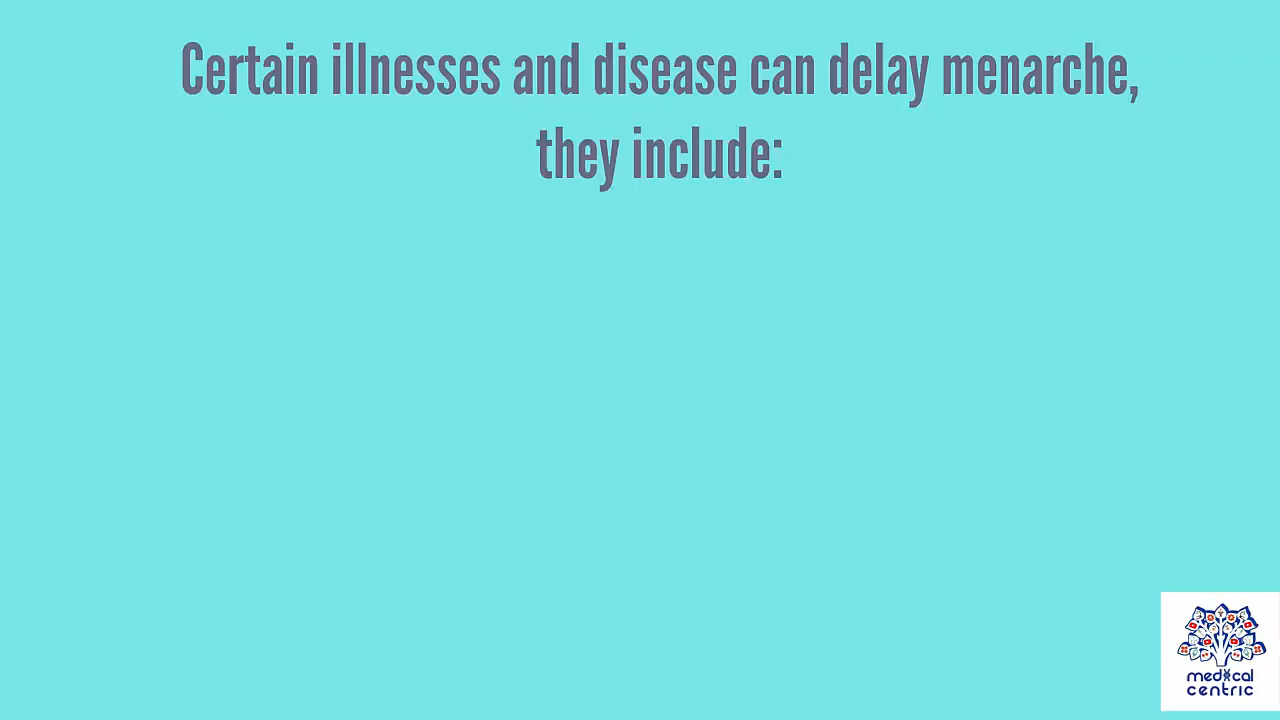 Certain illnesses and disease can delay menarche,
they include:
medical
centric